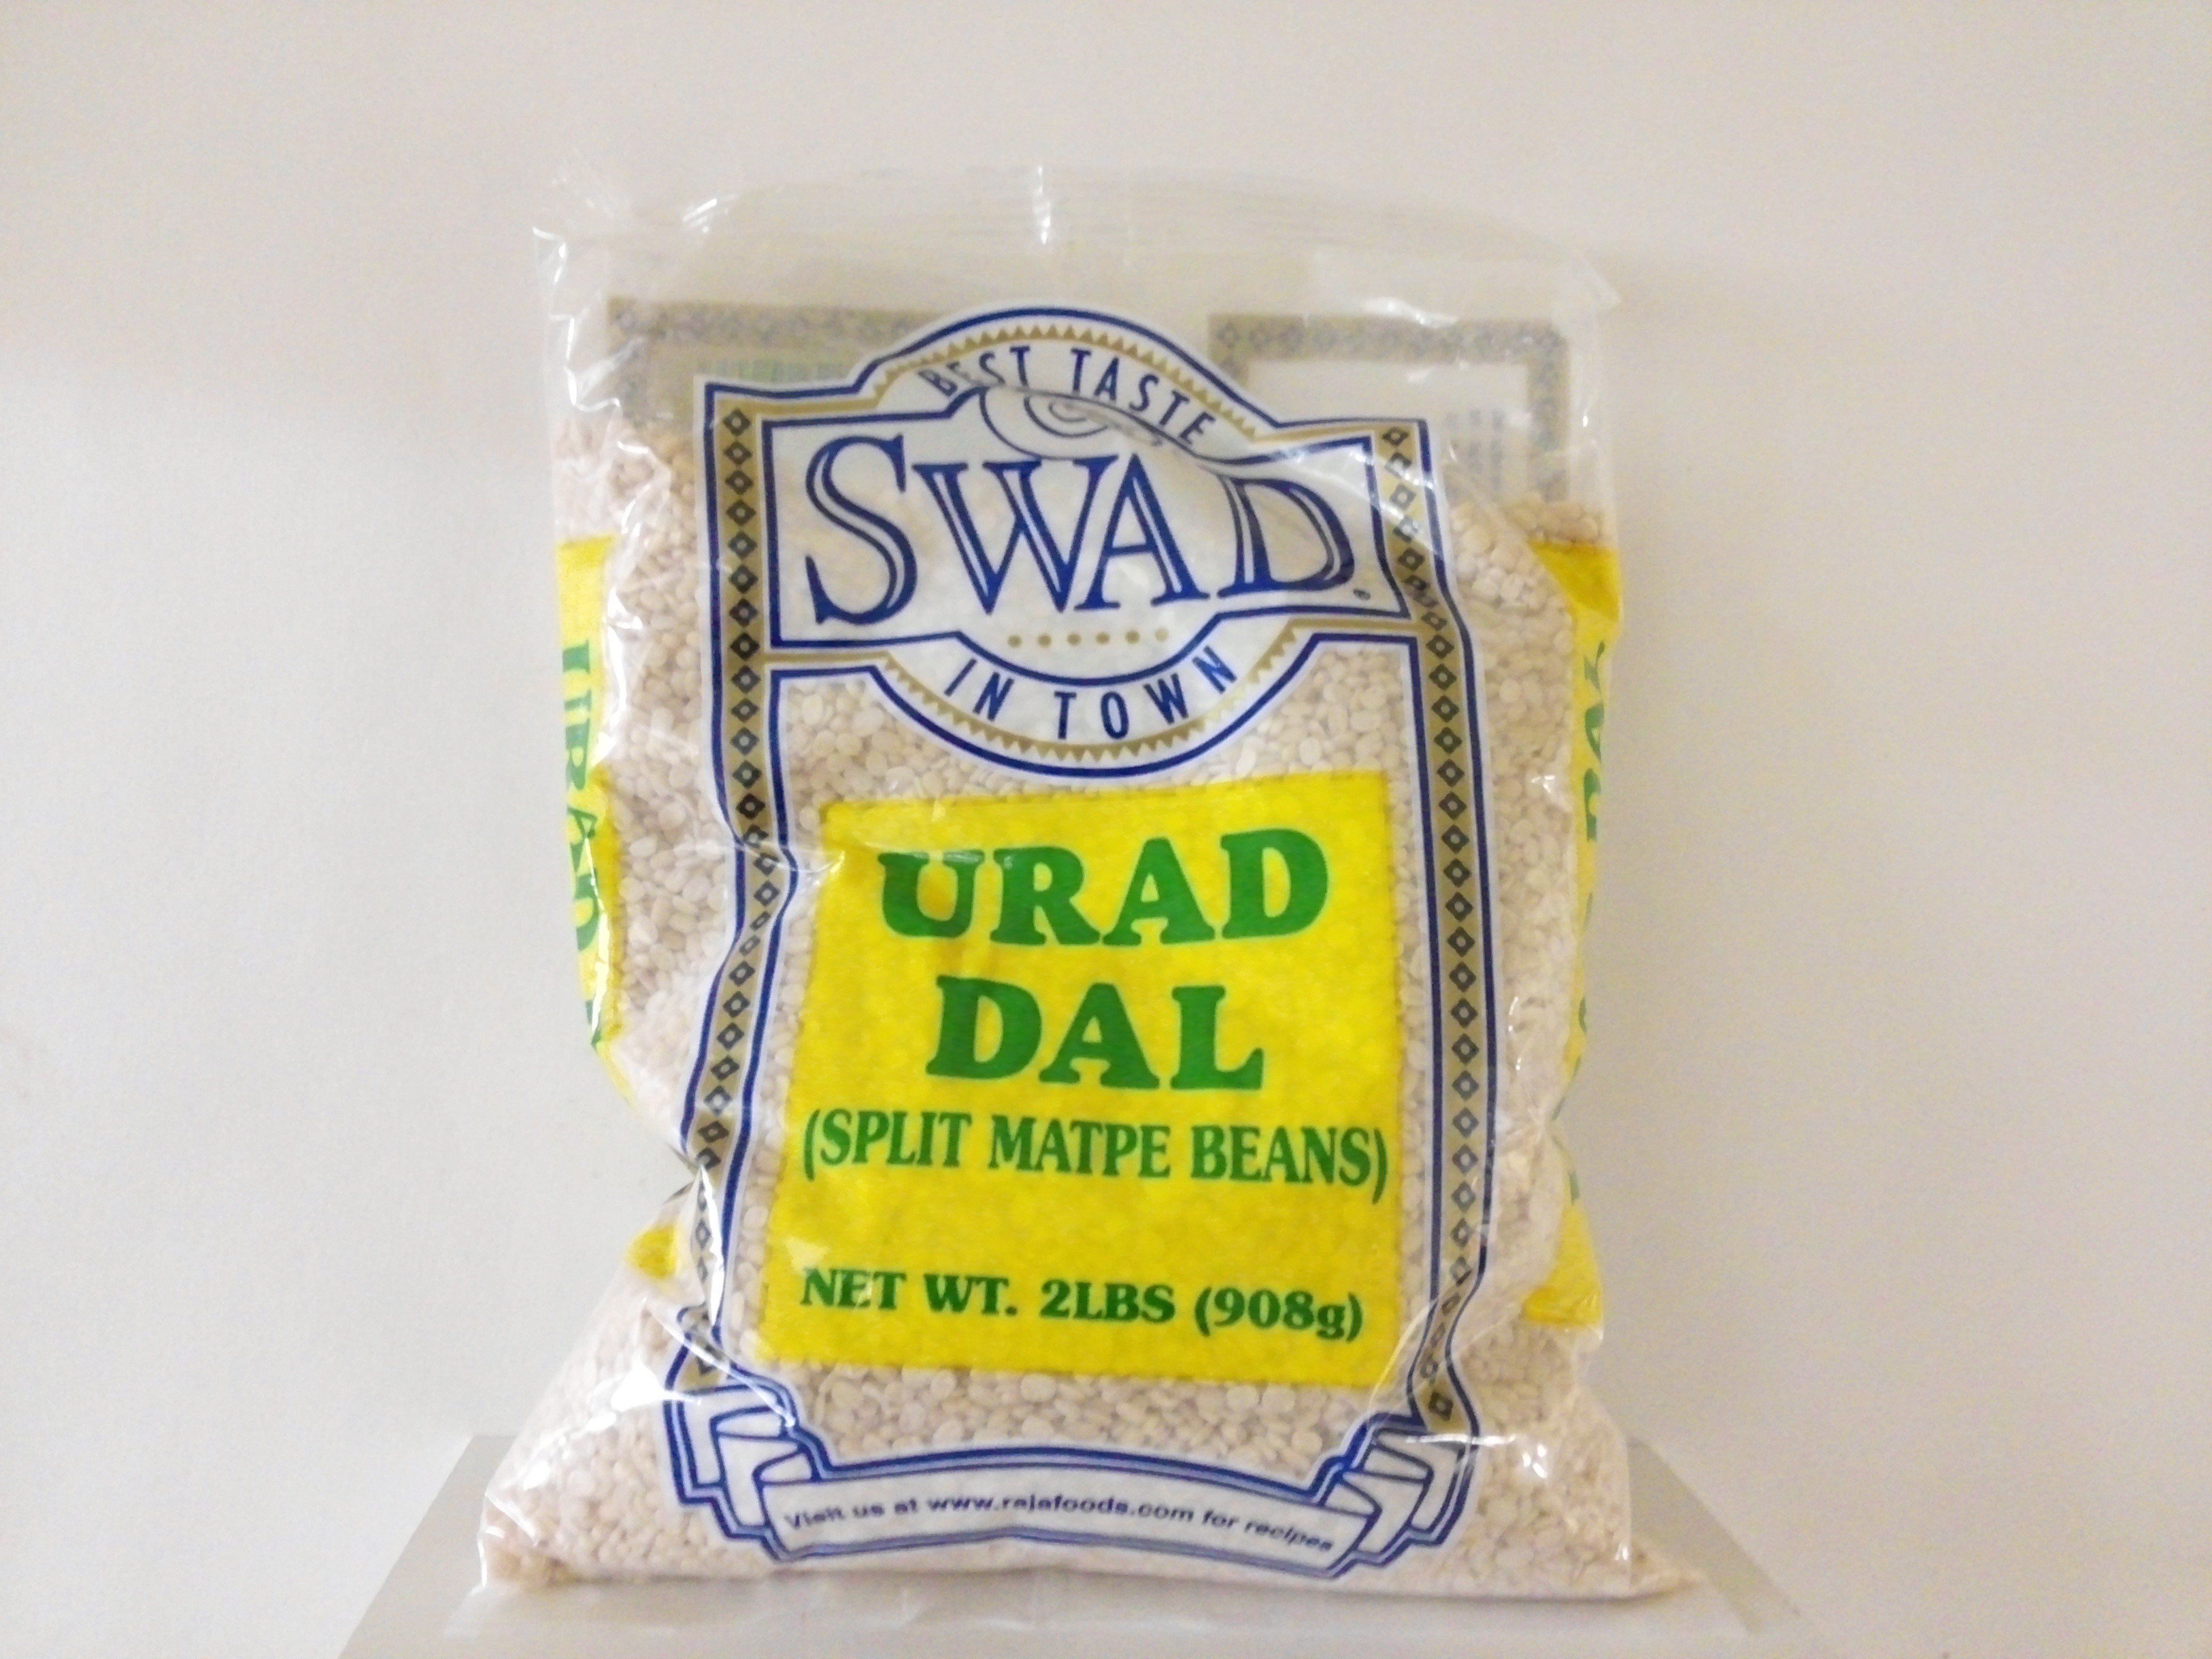 BEST TASTE
SWAD
IN TOWN
URAD
DAL
(SPLIT MATPE BEANS)
NET WT. 2LBS (908g)
Visit us at www.rajafoods.com for recipes
URAD